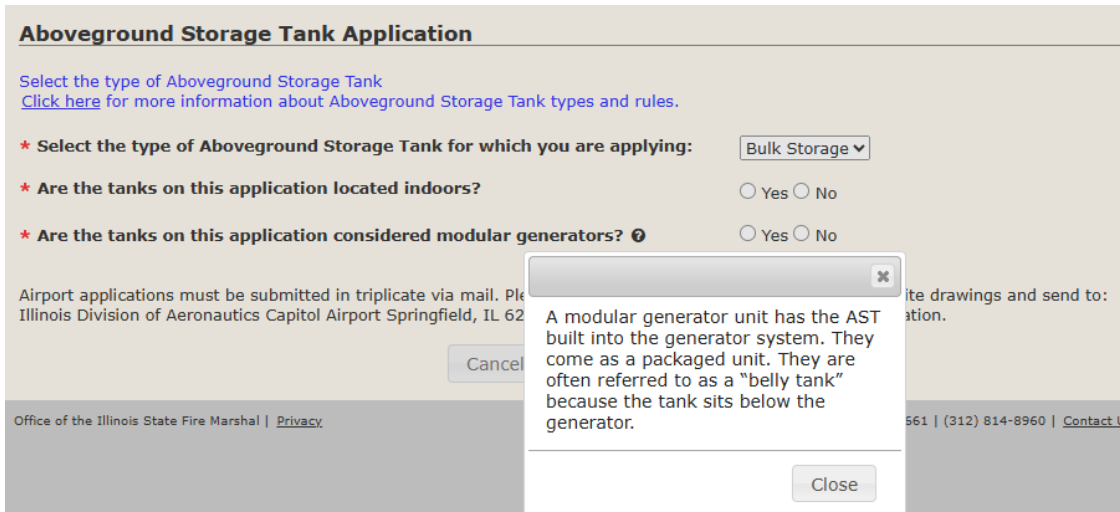 Aboveground Storage Tank Application
Select the type of Aboveground Storage Tank
Click here for more information about Aboveground Storage Tank types and rules.
* Select the type of Aboveground Storage Tank for which you are applying:
Bulk Storage
* Are the tanks on this application located indoors?
Yes No
* Are the tanks on this application considered modular generators?
Yes No
Airport applications must be submitted in triplicate via mail. drawings and send to:
Illinois Division of Aeronautics Capitol Airport Springfield, IL
Cancel
A modular generator unit has the AST
built into the generator system. They
come as a packaged unit. They are
often referred to as a “belly tank”
because the tank sits below the
generator.
Close
Office of the Illinois State Fire Marshal | Privacy
661 | (312) 814-8960 | Contact